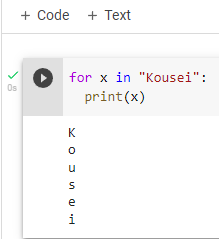 + Code + Text
for x in "Kousei":
0s
print(x)
K
o
u
s
e
i